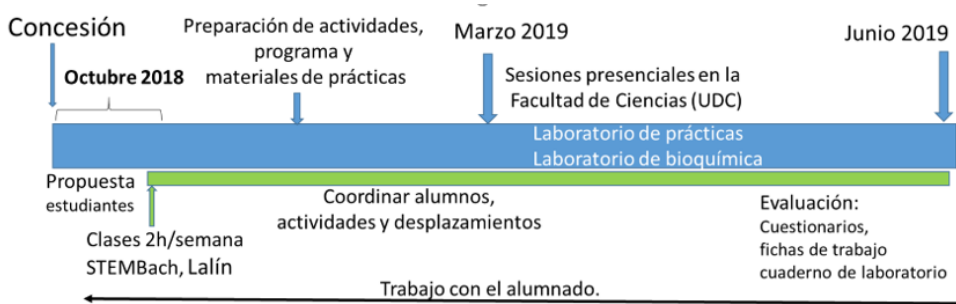 Concesión
Octubre 2018
Preparación de actividades,
programa y
materiales de prácticas
Marzo 2019
Sesiones presenciales en la
Facultad de Ciencias (UDC)
Junio 2019
Laboratorio de prácticas
Laboratorio de bioquímica
Propuesta
estudiantes
Clases 2h/semana
STEMBach, Lalín
Coordinar alumnos,
actividades y desplazamientos
Evaluación:
Cuestionarios,
fichas de trabajo
cuaderno de laboratorio
Trabajo con el alumnado.